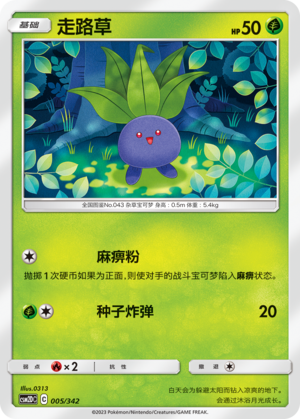 基础
走路草
HP 50
全国图鉴No.043 杂草宝可梦 身高：0.5m 体重：5.4kg
麻痹粉
抛掷1次硬币如果为正面，则使对手的战斗宝可梦陷入麻痹状态。
种子炸弹 20
弱点 ×2 抗性 撤退
Illus.0313
CSM2D C 005/342
白天会为躲避太阳而钻入凉爽的地下，
会通过沐浴月光成长。
©2023 Pokémon/Nintendo/Creatures/GAME FREAK.